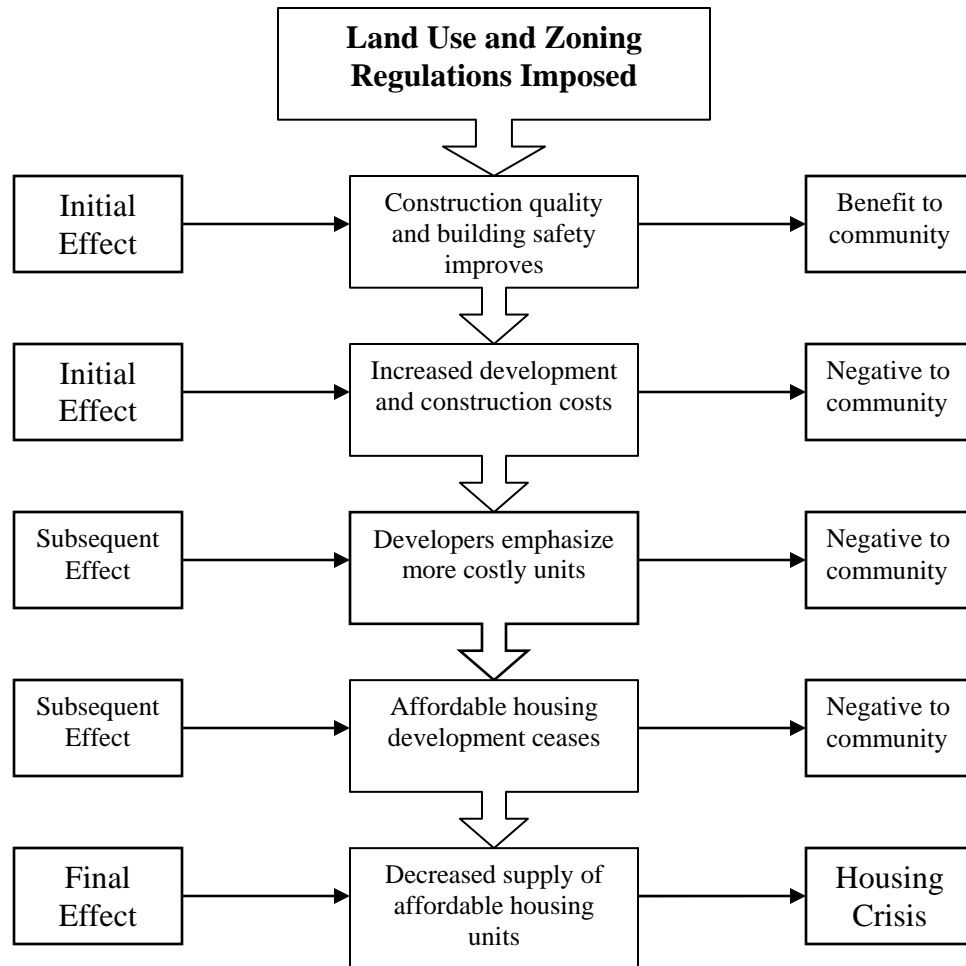 Land Use and Zoning
Regulations Imposed
Initial
Effect
Construction quality
and building safety
improves
Benefit to
community
Initial
Effect
Increased development
and construction costs
Negative to
community
Subsequent
Effect
Developers emphasize
more costly units
Negative to
community
Subsequent
Effect
Affordable housing
development ceases
Negative to
community
Final
Effect
Decreased supply of
affordable housing
units
Housing
Crisis